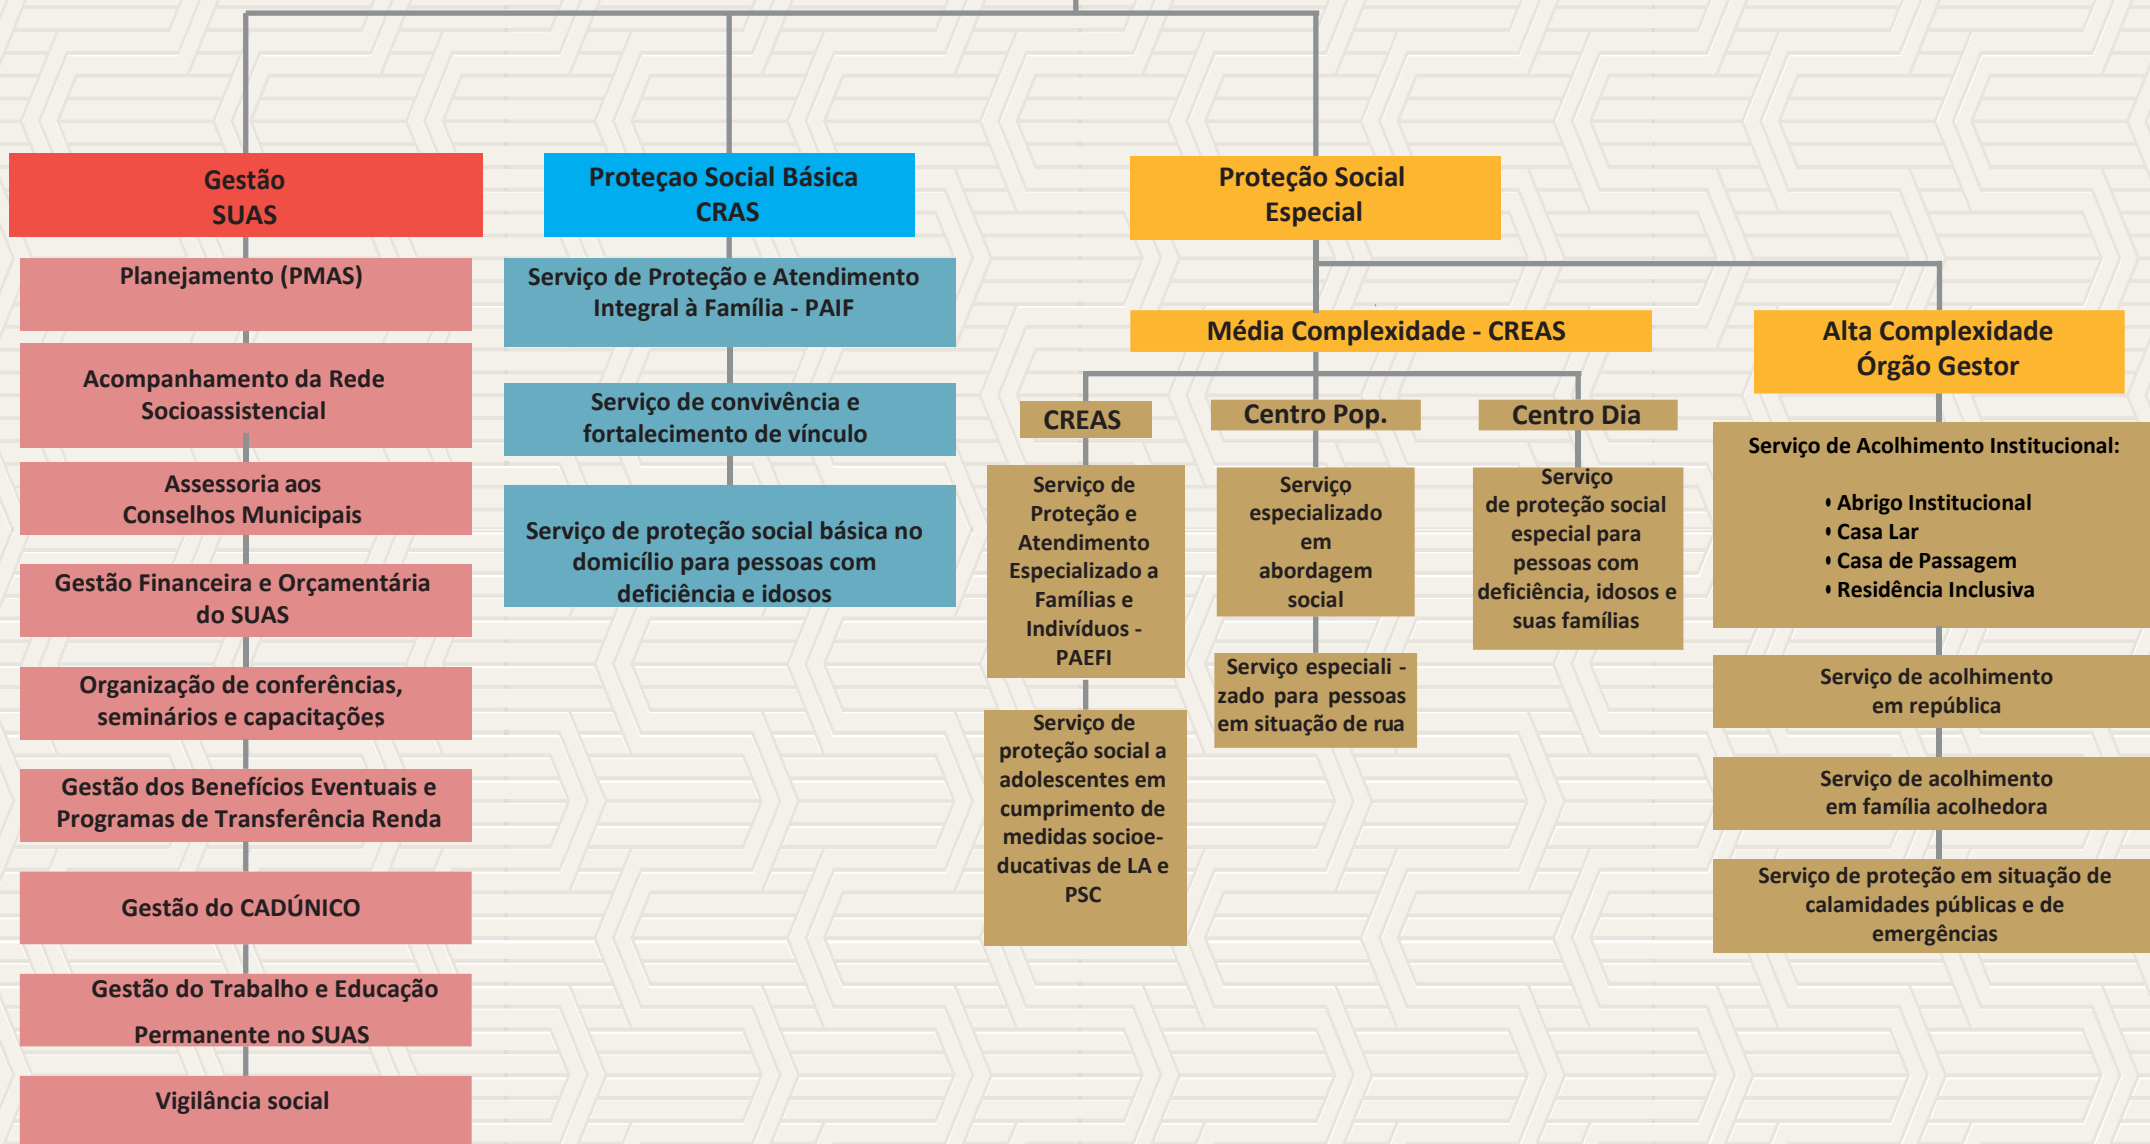 Gestão
SUAS
Planejamento (PMAS)
Acompanhamento da Rede
Socioassistencial
Assessoria aos
Conselhos Municipais
Gestão Financeira e Orçamentária
do SUAS
Organização de conferências,
seminários e capacitações
Gestão dos Benefícios Eventuais e
Programas de Transferência Renda
Gestão do CADÚNICO
Gestão do Trabalho e Educação
Permanente no SUAS
Vigilância social
Proteçao Social Básica
CRAS
Serviço de Proteção e Atendimento
Integral à Família - PAIF
Serviço de convivência e
fortalecimento de vínculo
Serviço de proteção social básica no
domicílio para pessoas com
deficiência e idosos
Proteção Social
Especial
Média Complexidade - CREAS
CREAS
Serviço de
Proteção e
Atendimento
Especializado a
Famílias e
Indivíduos -
PAEFI
Serviço de
proteção social a
adolescentes em
cumprimento de
medidas socioe-
ducativas de LA e
PSC
Centro Pop.
Serviço
especializado
em
abordagem
social
Serviço especiali -
zado para pessoas
em situação de rua
Centro Dia
Serviço
de proteção social
especial para
pessoas com
deficiência, idosos e
suas famílias
Alta Complexidade
Órgão Gestor
Serviço de Acolhimento Institucional:
• Abrigo Institucional
• Casa Lar
• Casa de Passagem
• Residência Inclusiva
Serviço de acolhimento
em república
Serviço de acolhimento
em família acolhedora
Serviço de proteção em situação de
calamidades públicas e de
emergências